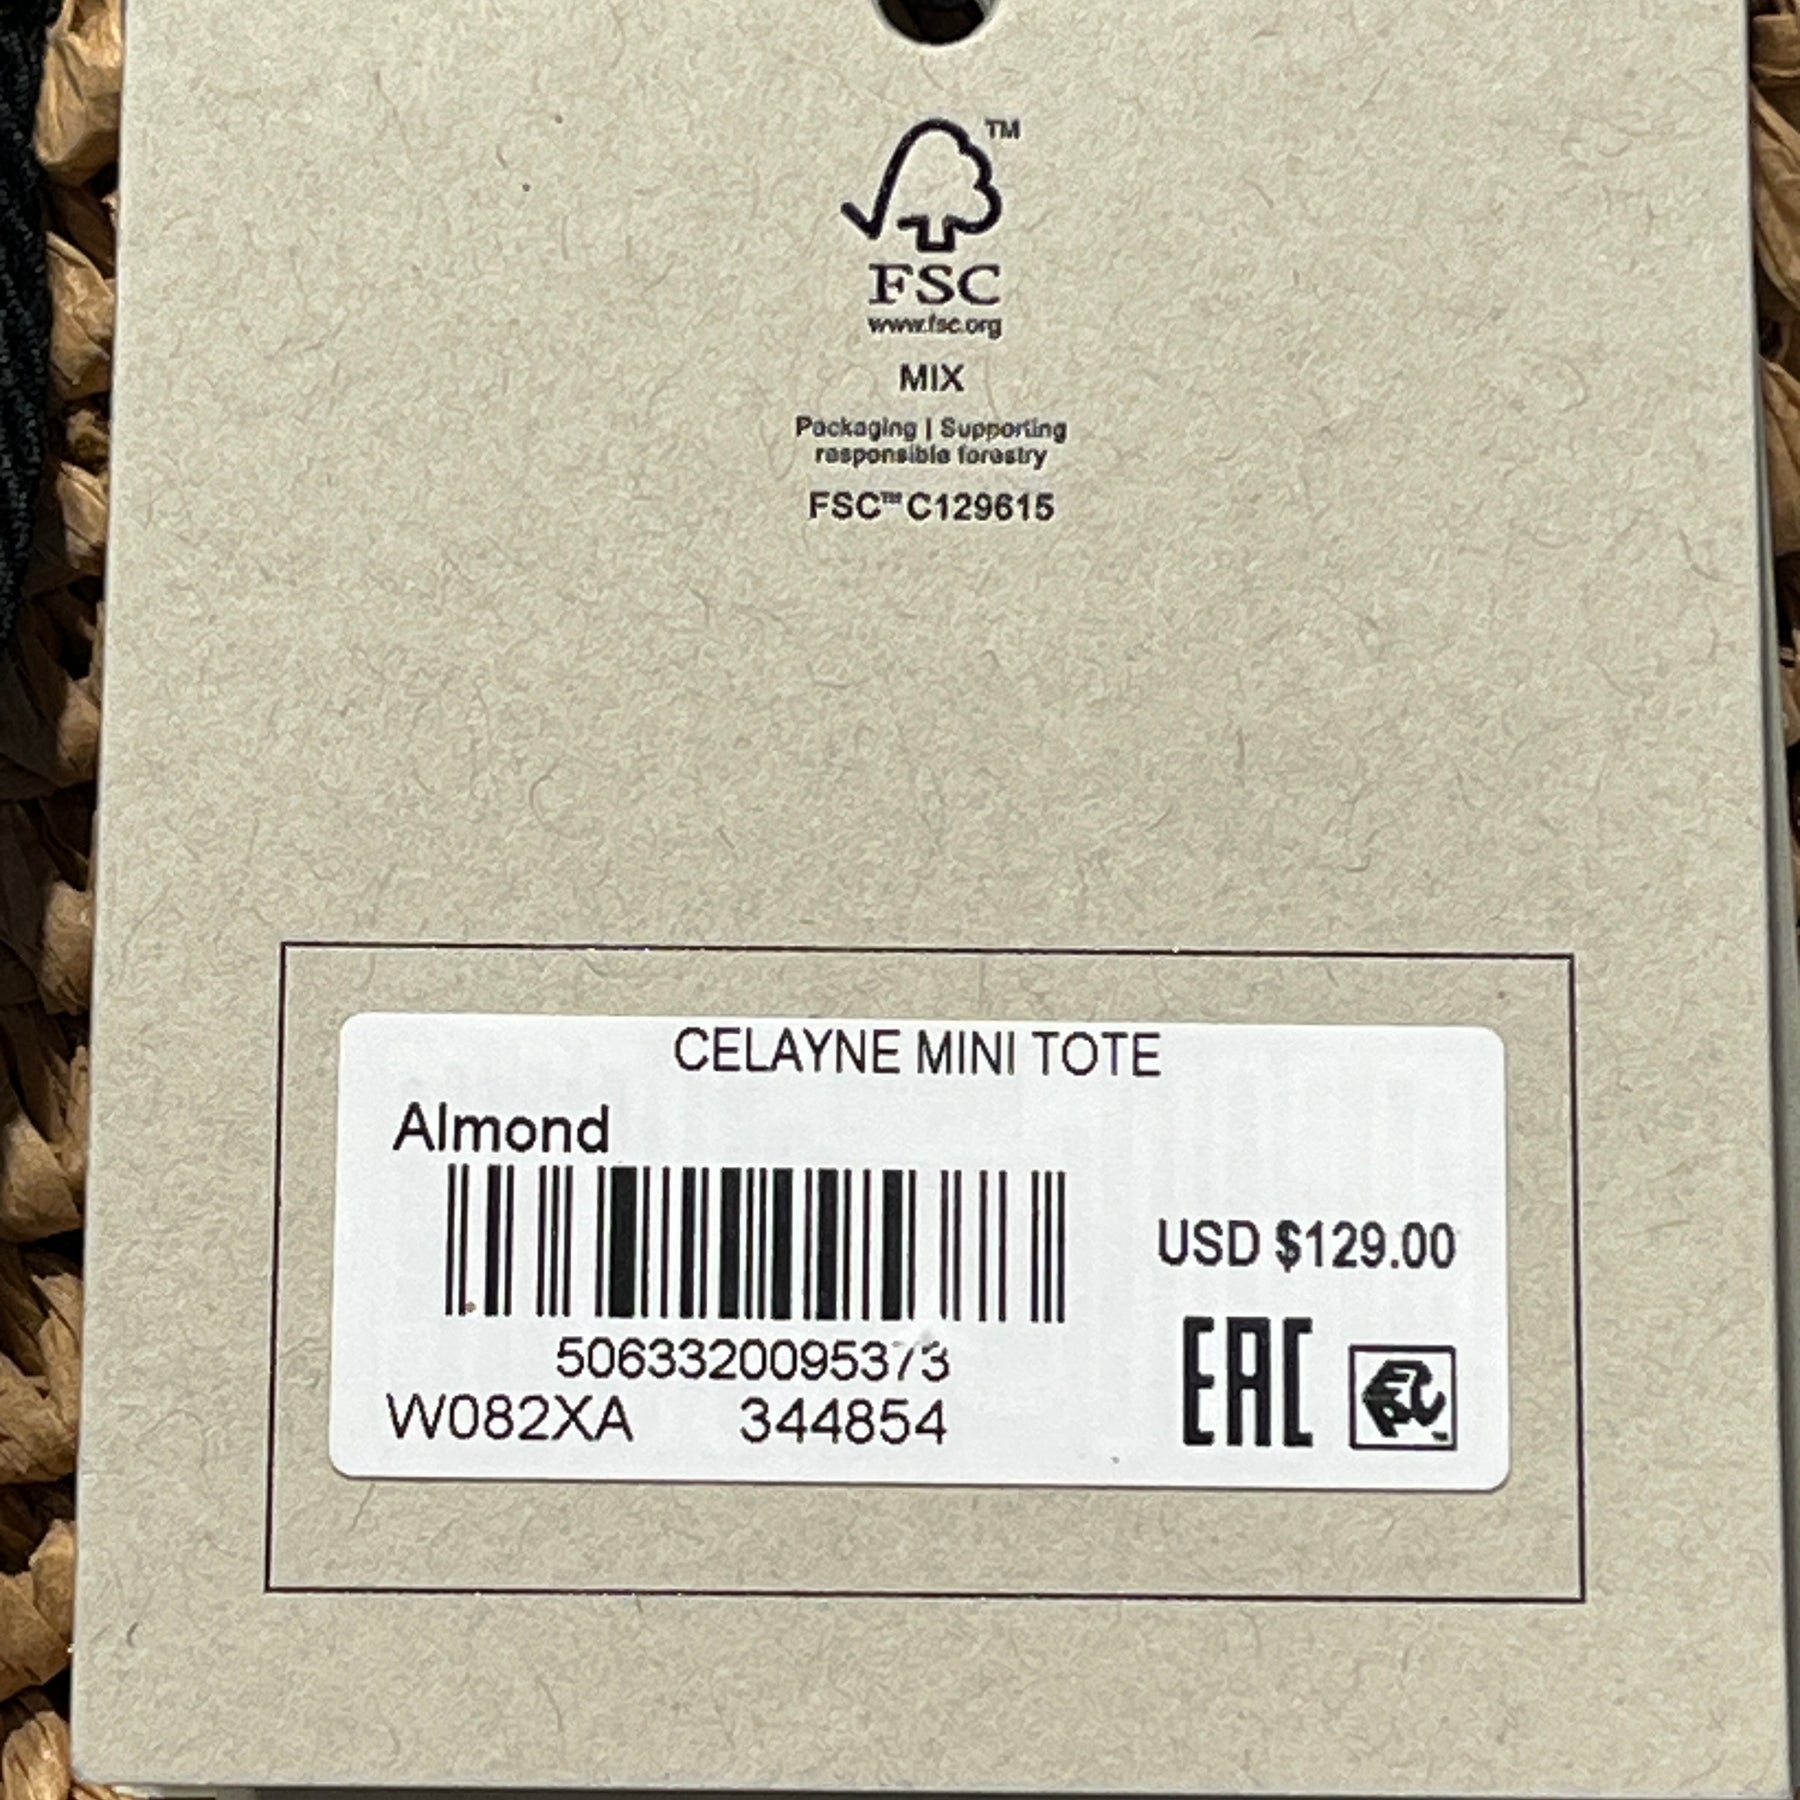 TM
FSC
www.fsc.org
MIX
Packaging | Supporting
responsible forestry
FSC™ C129615
CELAYNE MINI TOTE
Almond
USD $129.00
5063320095373
W082XA 344854
EAC